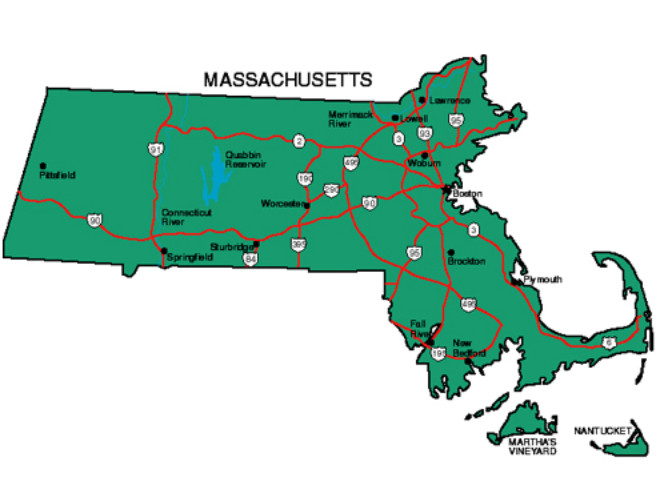 MASSACHUSETTS
Lawrence
Merrimack
River
Lowell
3
93
95
2
91
Woburn
Quabbin
Reservoir
495
Pittsfield
190
290
Boston
Worcester
90
Connecticut
River
90
3
Sturbridge
395
95
Springfield
84
Brockton
Plymouth
495
Fall
River
New
Bedford
195
6
NANTUCKET
MARTHA'S
VINEYARD